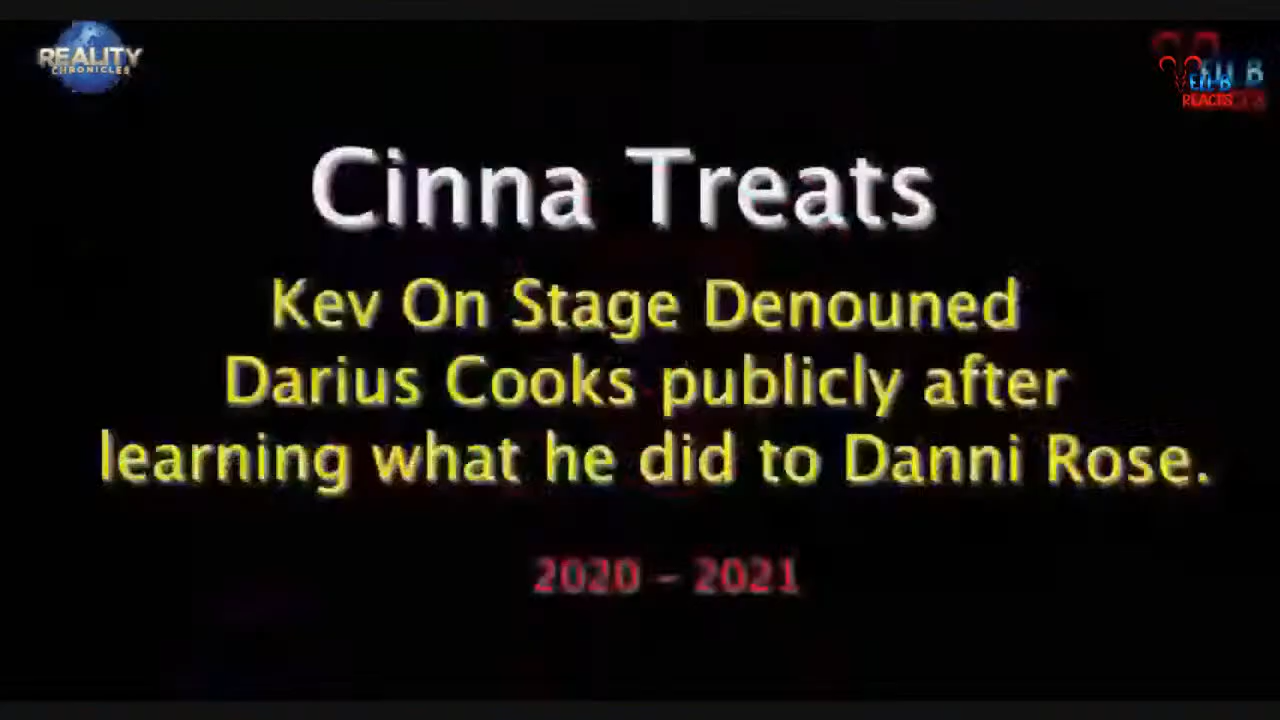 REALITY
CHRONICLES
REACTS
Cinna Treats
Kev On Stage Denouned
Darius Cooks publicly after
learning what he did to Danni Rose.
2020 - 2021